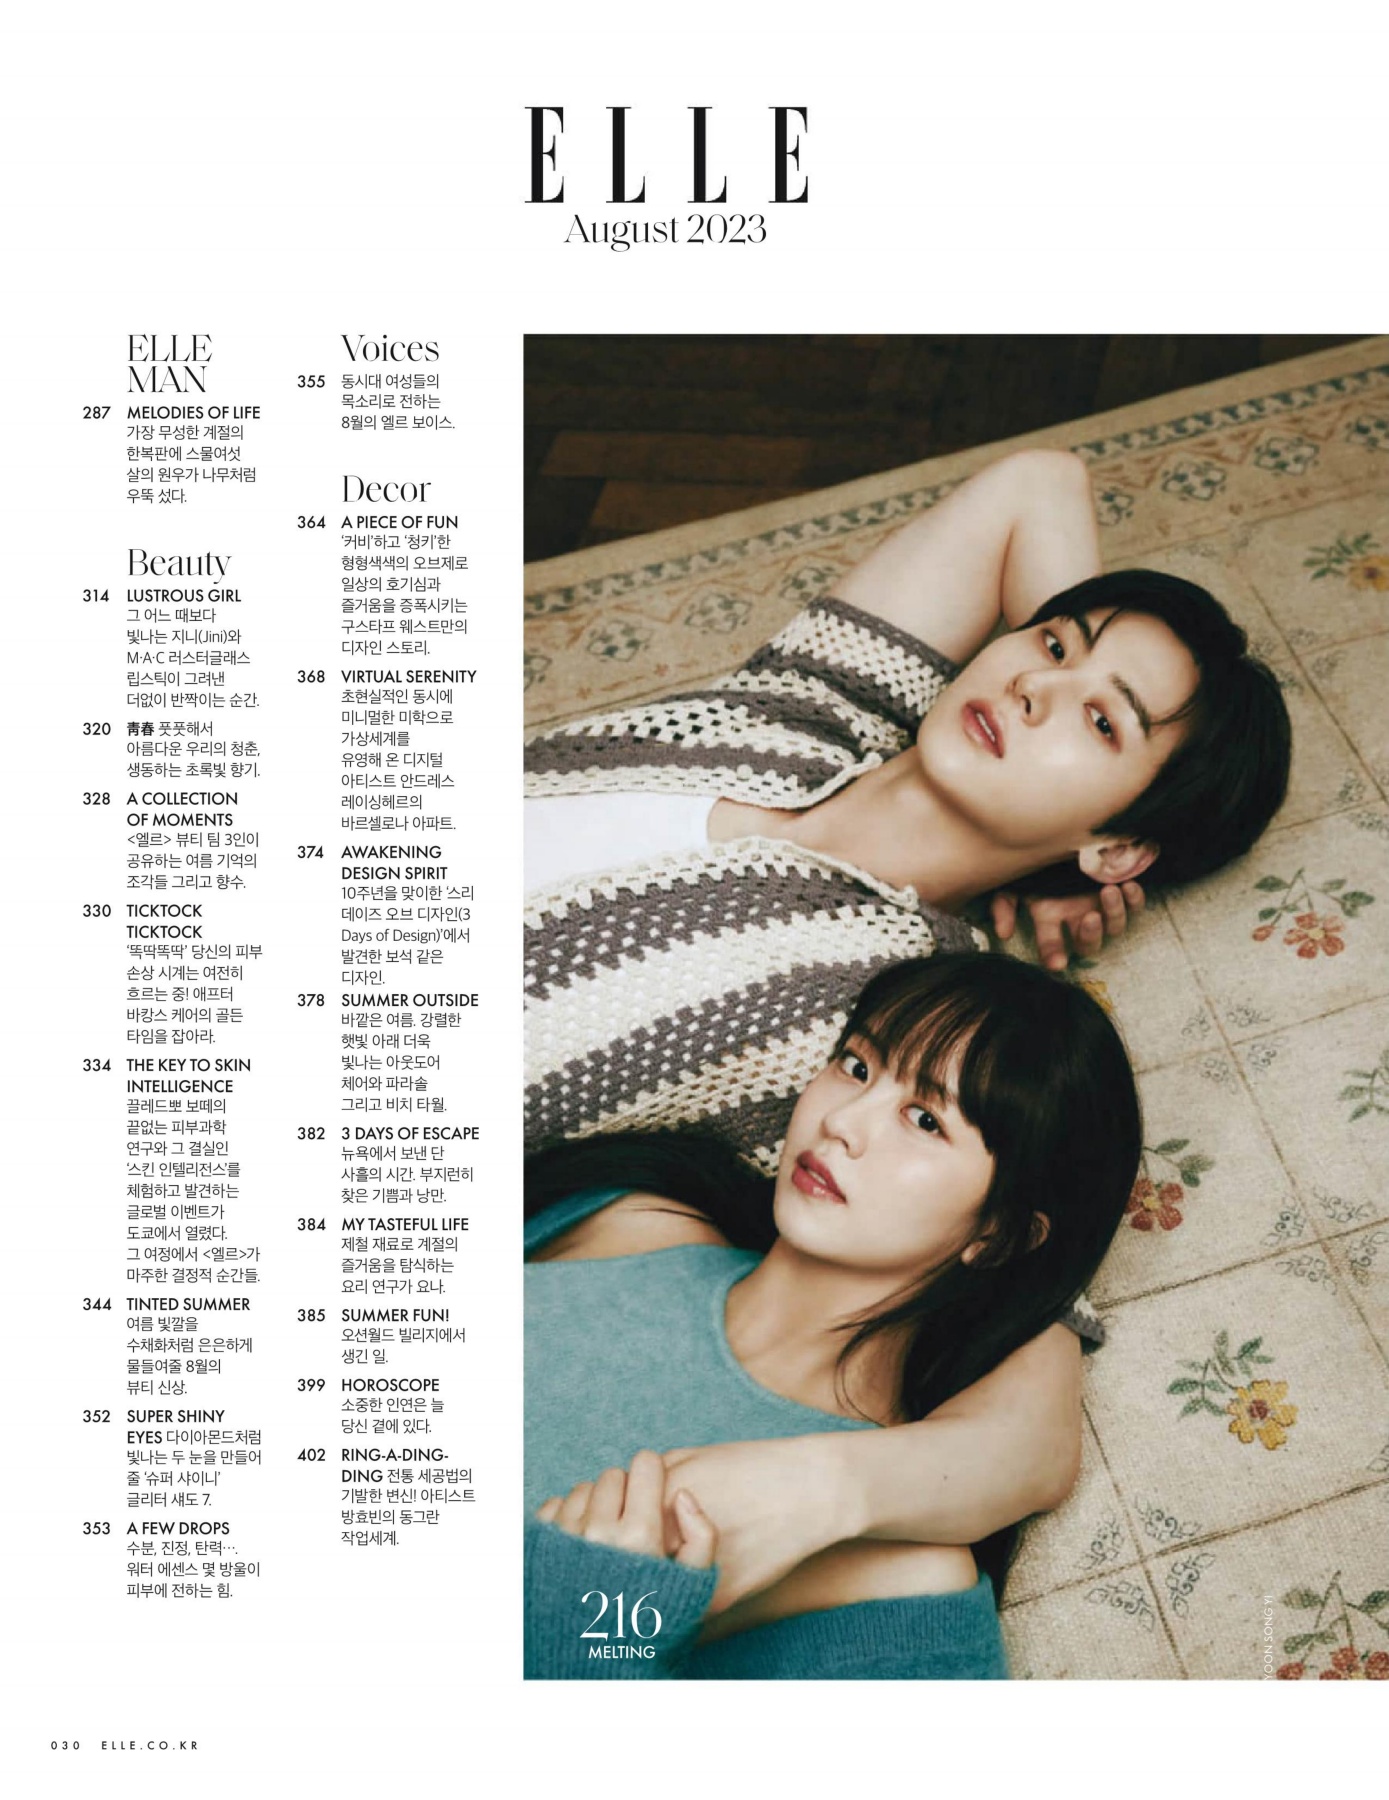 ELLE
August 2023
ELLE
MAN
287 MELODIES OF LIFE
가장 무성한 계절의
한복판에 스물여섯
살의 원우가 나무처럼
우뚝 섰다.
Beauty
314 LUSTROUS GIRL
그 어느 때보다
빛나는 지니(Jini)와
M·A·C 러스터글래스
립스틱이 그려낸
더없이 반짝이는 순간.
320 靑春 풋풋해서
아름다운 우리의 청춘,
생동하는 초록빛 향기.
328 A COLLECTION
OF MOMENTS
<엘르> 뷰티 팀 3인이
공유하는 여름 기억의
조각들 그리고 향수.
330 TICKTOCK
TICKTOCK
‘똑딱똑딱’ 당신의 피부
손상 시계는 여전히
흐르는 중! 애프터
바캉스 케어의 골든
타임을 잡아라.
334 THE KEY TO SKIN
INTELLIGENCE
끌레드뽀 보떼의
끝없는 피부과학
연구와 그 결실인
‘스킨 인텔리전스’를
체험하고 발견하는
글로벌 이벤트가
도쿄에서 열렸다.
그 여정에서 <엘르>가
마주한 결정적 순간들.
344 TINTED SUMMER
여름 빛깔을
수채화처럼 은은하게
물들여줄 8월의
뷰티 신상.
352 SUPER SHINY
EYES 다이아몬드처럼
빛나는 두 눈을 만들어
줄 ‘슈퍼 샤이니’
글리터 섀도 7.
353 A FEW DROPS
수분, 진정, 탄력….
워터 에센스 몇 방울이
피부에 전하는 힘.
Voices
355 동시대 여성들의
목소리로 전하는
8월의 엘르 보이스.
Decor
364 A PIECE OF FUN
‘커비’하고 ‘청키’한
형형색색의 오브제로
일상의 호기심과
즐거움을 증폭시키는
구스타프 웨스트만의
디자인 스토리.
368 VIRTUAL SERENITY
초현실적인 동시에
미니멀한 미학으로
가상세계를
유영해 온 디지털
아티스트 안드레스
레이싱헤르의
바르셀로나 아파트.
374 AWAKENING
DESIGN SPIRIT
10주년을 맞이한 ‘스리
데이즈 오브 디자인(3
Days of Design)’에서
발견한 보석 같은
디자인.
378 SUMMER OUTSIDE
바깥은 여름. 강렬한
햇빛 아래 더욱
빛나는 아웃도어
체어와 파라솔
그리고 비치 타월.
382 3 DAYS OF ESCAPE
뉴욕에서 보낸 단
사흘의 시간. 부지런히
찾은 기쁨과 낭만.
384 MY TASTEFUL LIFE
제철 재료로 계절의
즐거움을 탐식하는
요리 연구가 요나.
385 SUMMER FUN!
오션월드 빌리지에서
생긴 일.
399 HOROSCOPE
소중한 인연은 늘
당신 곁에 있다.
402 RING-A-DING-
DING 전통 세공법의
기발한 변신! 아티스트
방효빈의 동그란
작업세계.
216
MELTING
YOON SONG YI
030 ELLE.CO.KR